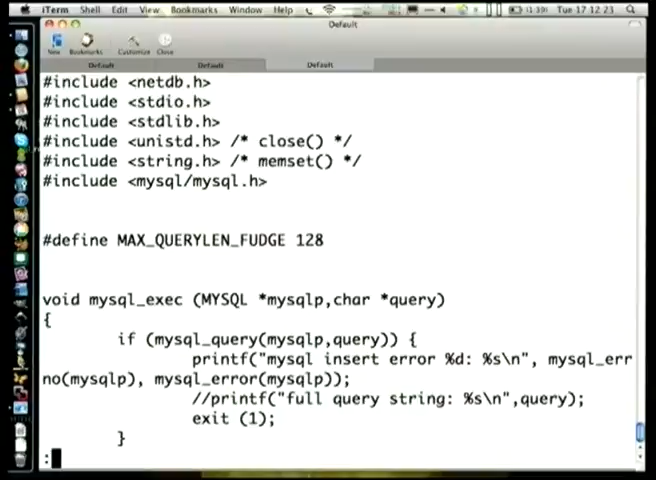 iTerm Shell Edit View Bookmarks Window Help Tue 17 12 23
Default
New Bookmarks Customize Close
Default Default Default
#include <netdb.h>
#include <stdio.h>
#include <stdlib.h>
#include <unistd.h> /* close() */
#include <string.h> /* memset() */
#include <mysql/mysql.h>
#define MAX_QUERYLEN_FUDGE 128
void mysql_exec (MYSQL *mysqlp,char *query)
{
if (mysql_query(mysqlp,query)) {
printf("mysql insert error %d: %s\n", mysql_err
no(mysqlp), mysql_error(mysqlp));
//printf("full query string: %s\n",query);
exit (1);
}
: